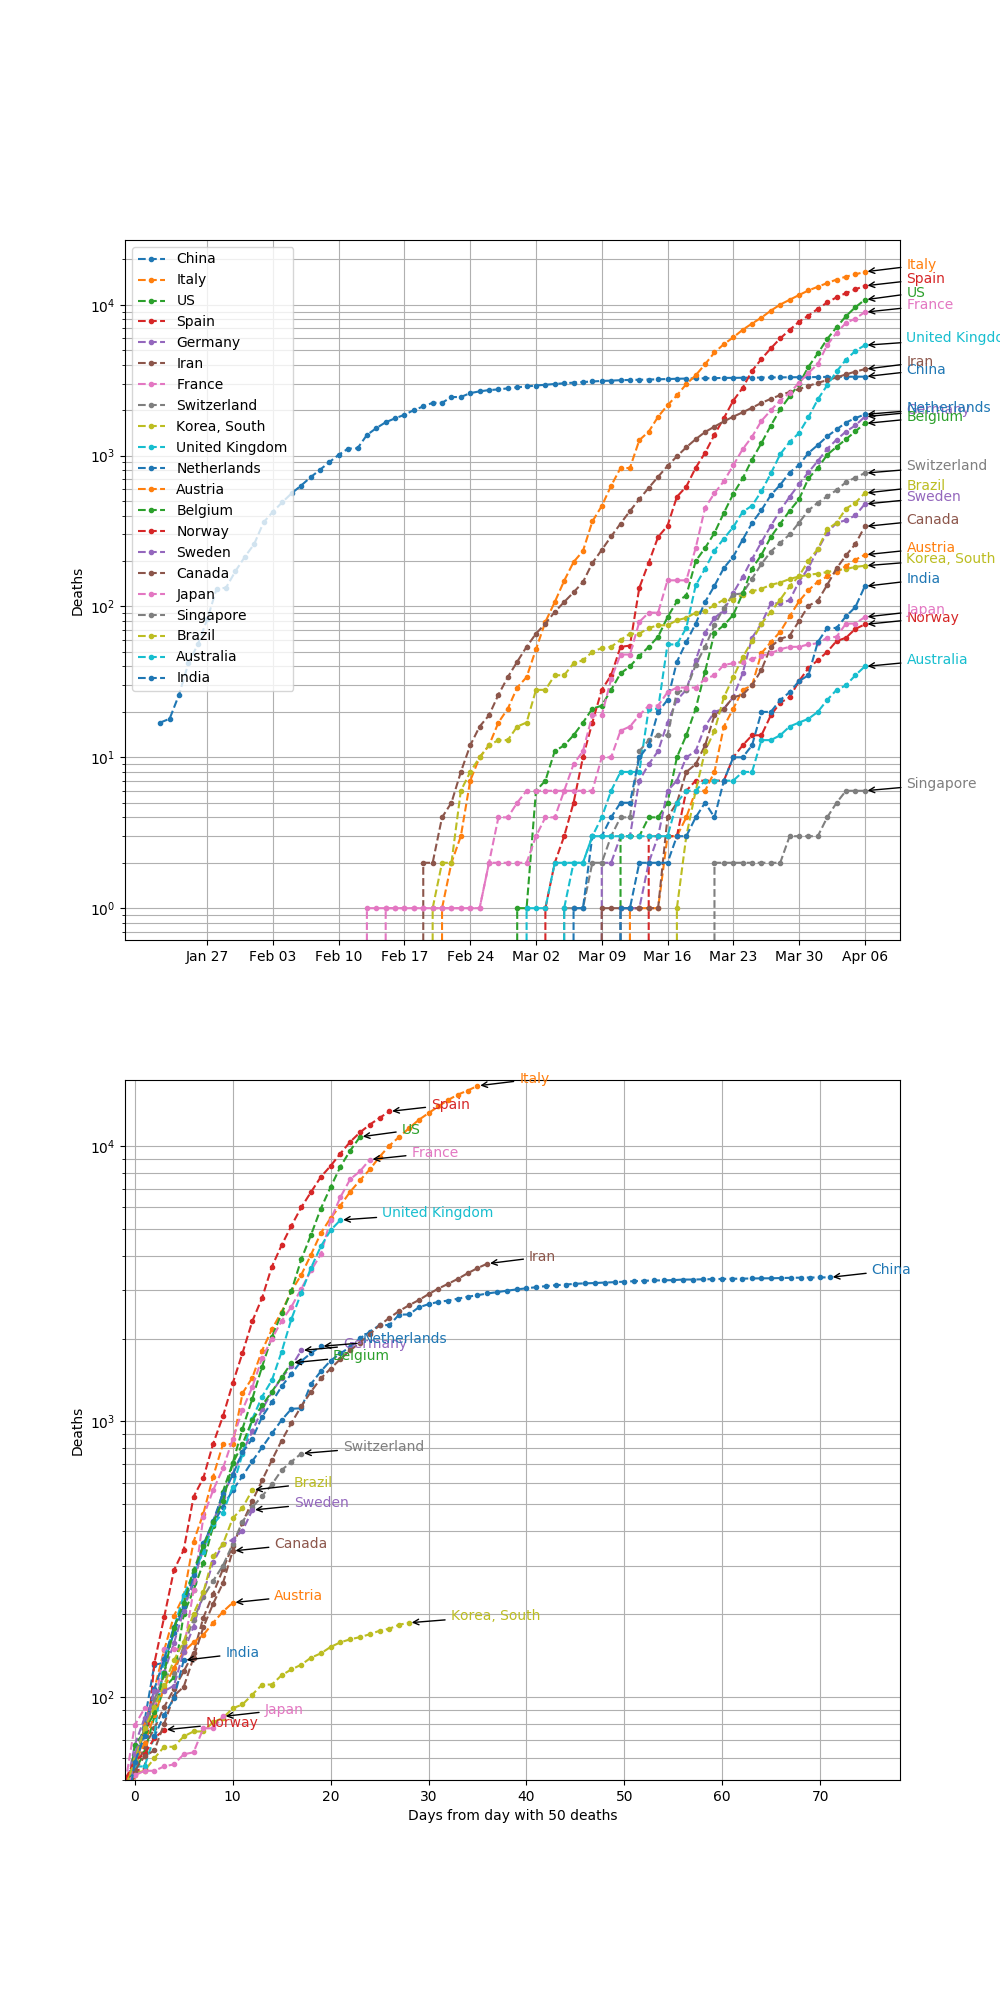 China
Italy
US
Spain
Germany
Iran
France
Switzerland
Korea, South
United Kingdom
Netherlands
Austria
Belgium
Norway
Sweden
Canada
Japan
Singapore
Brazil
Australia
India
Deaths
10⁴
10³
10²
10¹
10⁰
Jan 27 Feb 03 Feb 10 Feb 17 Feb 24 Mar 02 Mar 09 Mar 16 Mar 23 Mar 30 Apr 06
Italy
Spain
US
France
United Kingdo
Iran
China
Netherlands
Germany
Belgium
Switzerland
Brazil
Sweden
Canada
Austria
Korea, South
India
Japan
Norway
Australia
Singapore
Deaths
10⁴
10³
10²
Italy
Spain
US
France
United Kingdom
Iran
China
Netherlands
Germany
Belgium
Switzerland
Brazil
Sweden
Canada
Austria
Korea, South
India
Japan
Norway
0 10 20 30 40 50 60 70
Days from day with 50 deaths